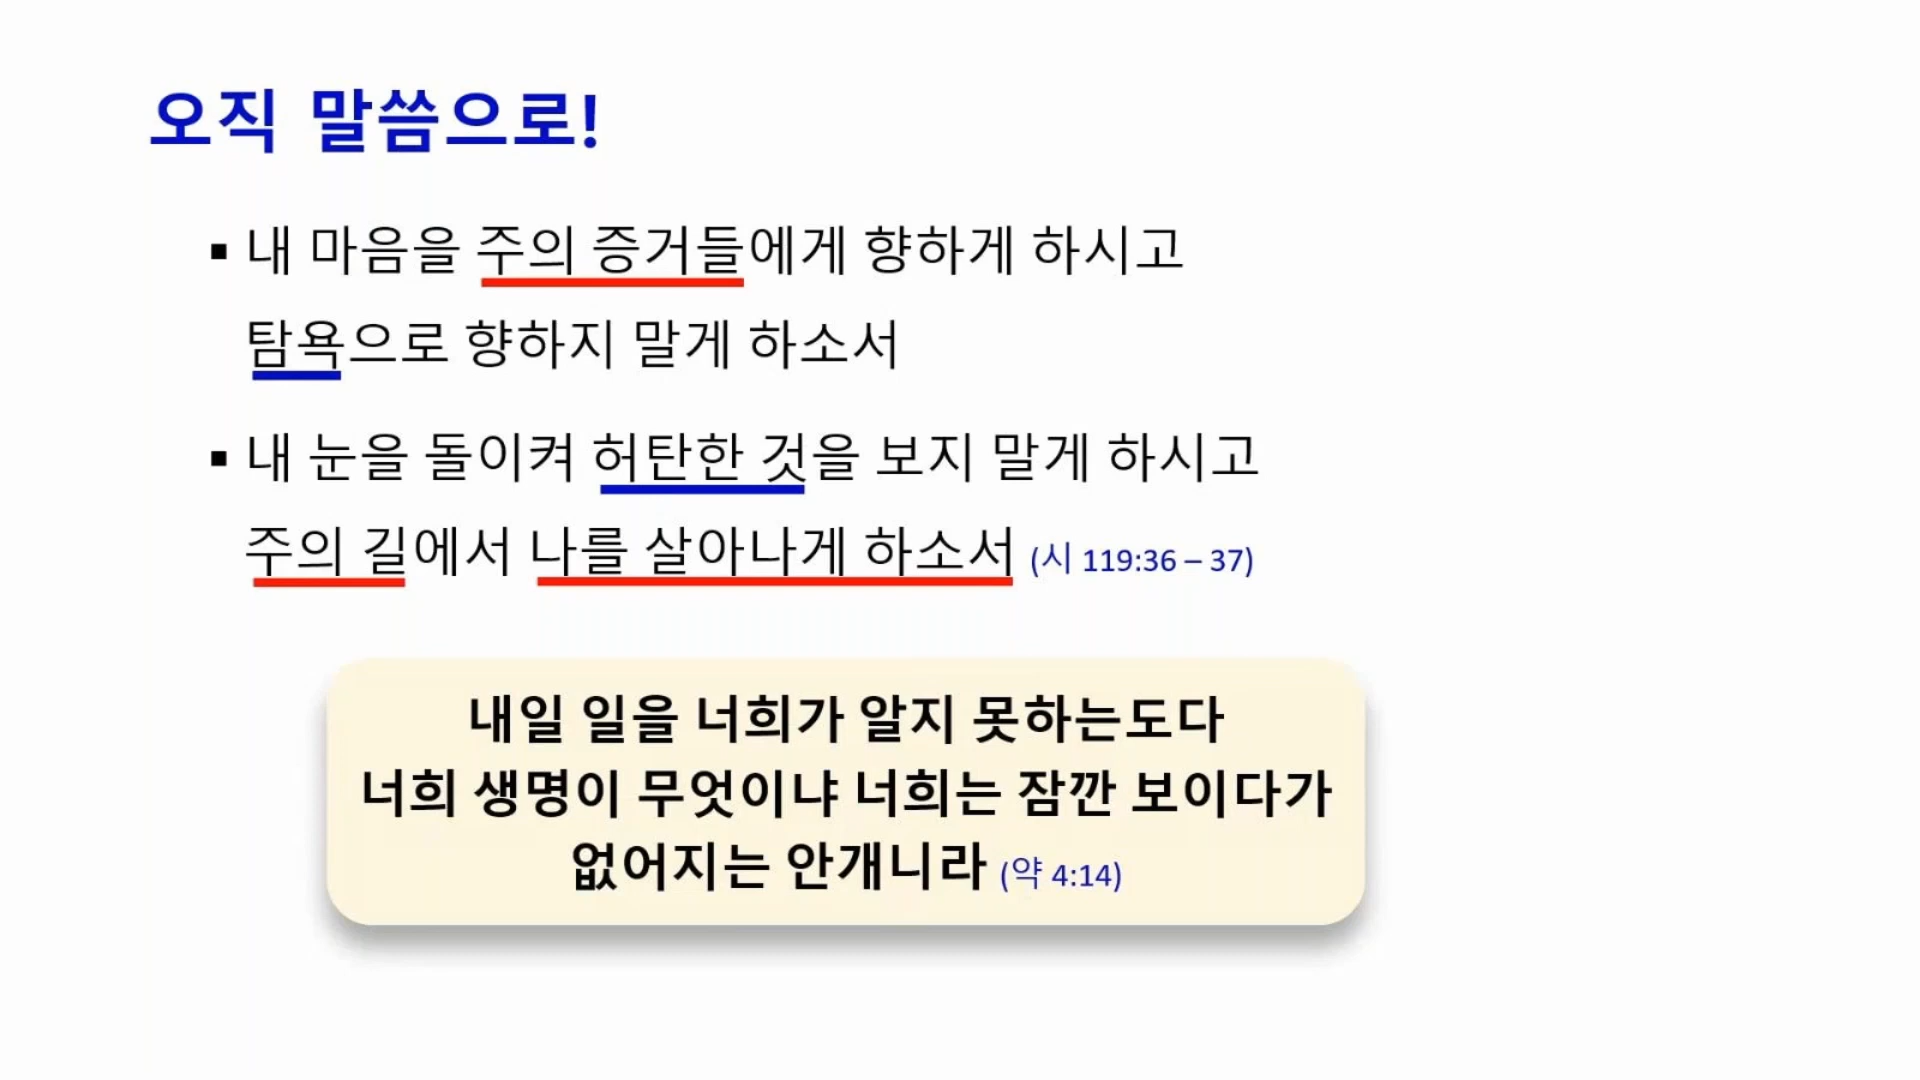 오직 말씀으로!
▪ 내 마음을 주의 증거들에게 향하게 하시고
탐욕으로 향하지 말게 하소서
▪ 내 눈을 돌이켜 허탄한 것을 보지 말게 하시고
주의 길에서 나를 살아나게 하소서 (시 119:36 – 37)
내일 일을 너희가 알지 못하는도다
너희 생명이 무엇이냐 너희는 잠깐 보이다가
없어지는 안개니라 (약 4:14)